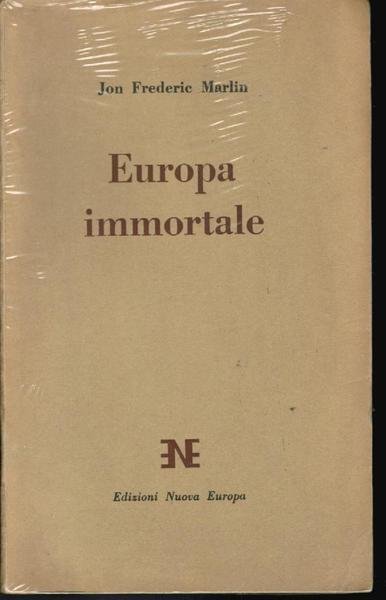 Jon Frederic Marlin
Europa
immortale
ENE
Edizioni Nuova Europa